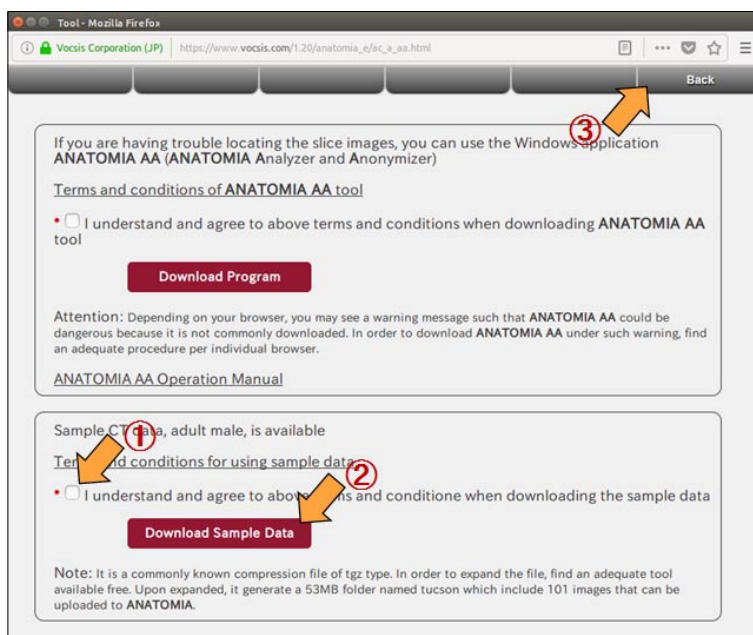 Tool - Mozilla Firefox
Vocsis Corporation (JP) https://www.vocsis.com/1.20/anatomia_e/ac_a_aa.html
Back
③
If you are having trouble locating the slice images, you can use the Windows application
ANATOMIA AA (ANATOMIA Analyzer and Anonymizer)
Terms and conditions of ANATOMIA AA tool
* I understand and agree to above terms and conditions when downloading ANATOMIA AA
tool
Download Program
Attention: Depending on your browser, you may see a warning message such that ANATOMIA AA could be
dangerous because it is not commonly downloaded. In order to download ANATOMIA AA under such warning, find
an adequate procedure per individual browser.
ANATOMIA AA Operation Manual
Sample CT data, adult male, is available
①
Terms and conditions for using sample data
②
* I understand and agree to above terms and conditione when downloading the sample data
Download Sample Data
Note: It is a commonly known compression file of tgz type. In order to expand the file, find an adequate tool
available free. Upon expanded, it generate a 53MB folder named tucson which include 101 images that can be
uploaded to ANATOMIA.